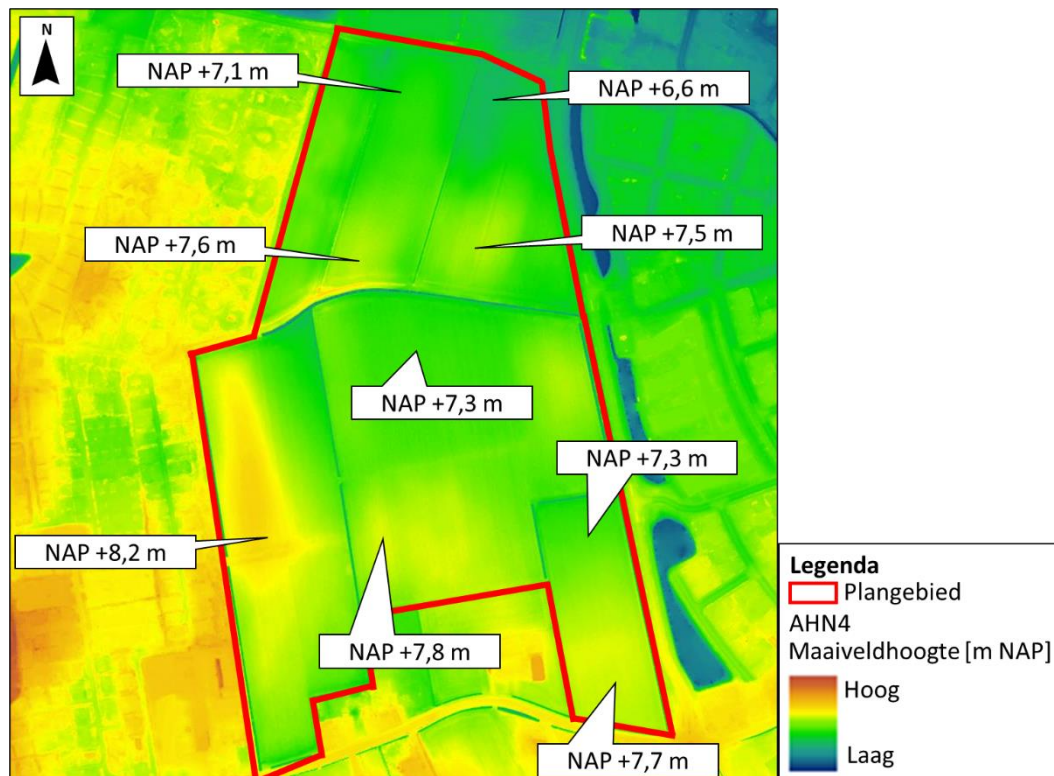 N
NAP +7,1 m
NAP +6,6 m
NAP +7,6 m
NAP +7,5 m
NAP +7,3 m
NAP +7,3 m
NAP +8,2 m
NAP +7,8 m
NAP +7,7 m
Legenda
Plangebied
AHN4
Maaiveldhoogte [m NAP]
Hoog
Laag